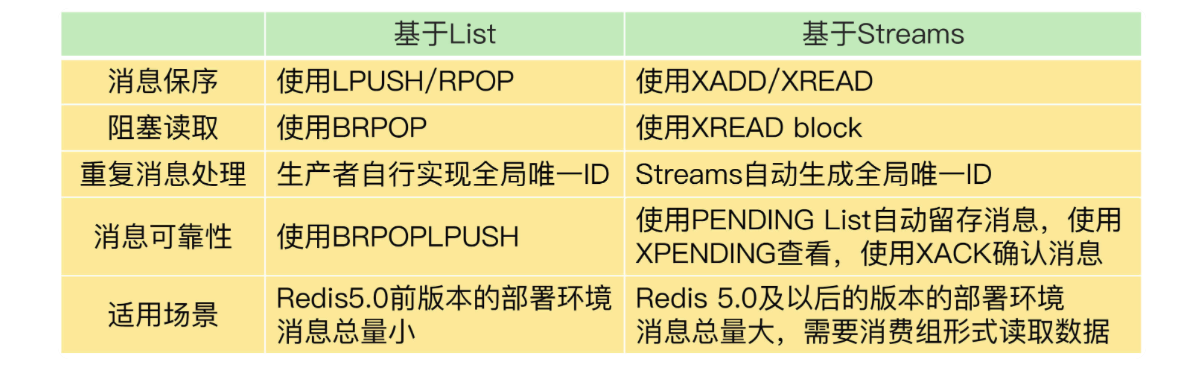 基于List 基于Streams
消息保序 使用LPUSH/RPOP 使用XADD/XREAD
阻塞读取 使用BRPOP 使用XREAD block
重复消息处理 生产者自行实现全局唯一ID Streams自动生成全局唯一ID
消息可靠性 使用BRPOPLPUSH 使用PENDING List自动留存消息，使用
XPENDING查看，使用XACK确认消息
适用场景 Redis5.0前版本的部署环境
消息总量小
Redis 5.0及以后的版本的部署环境
消息总量大，需要消费组形式读取数据